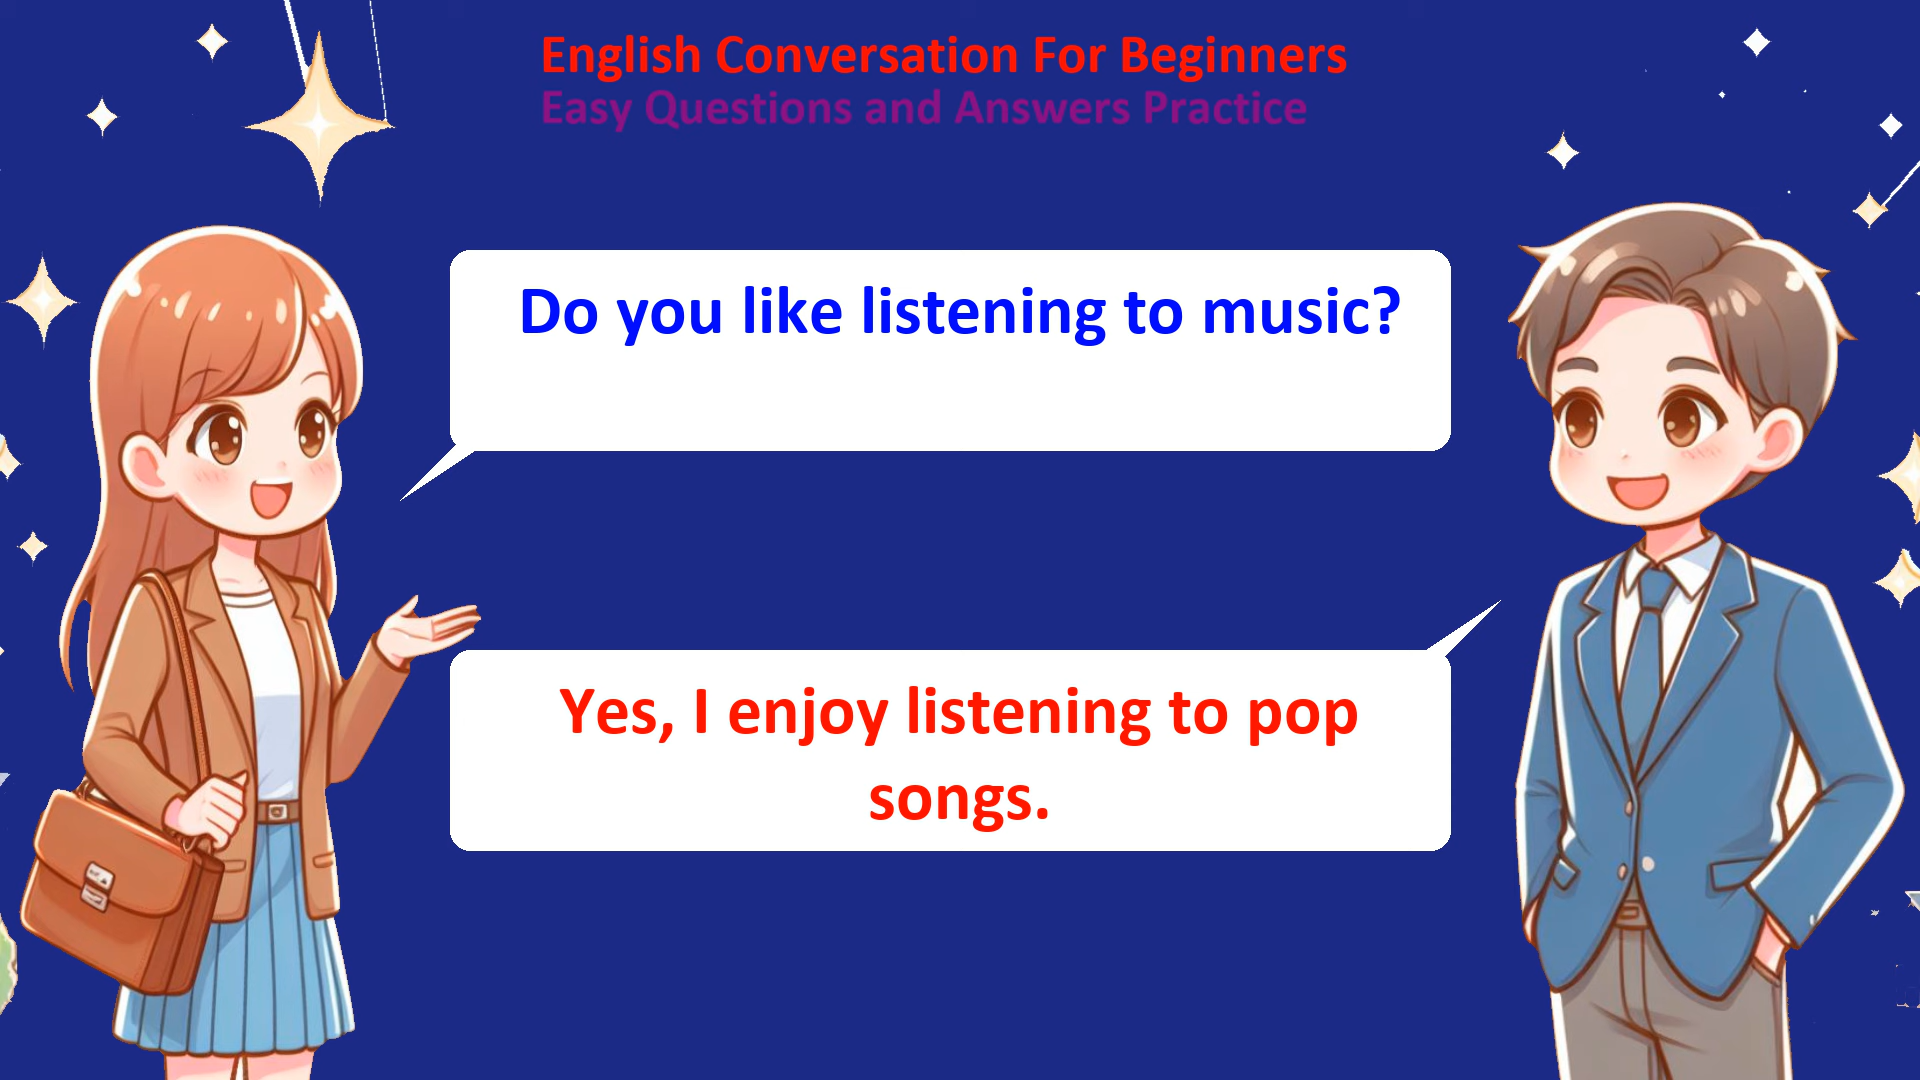 English Conversation For Beginners
Easy Questions and Answers Practice
Do you like listening to music?
Yes, I enjoy listening to pop
songs.